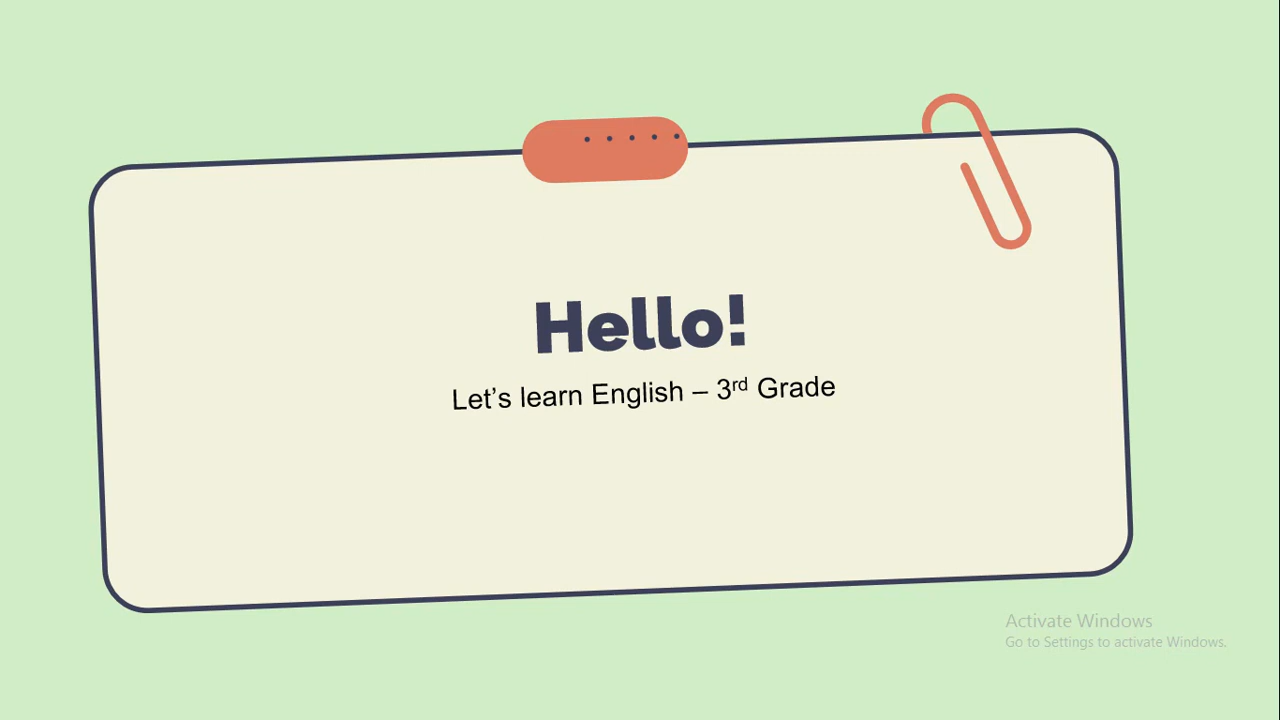 Hello!
Let’s learn English – 3rd Grade
Activate Windows
Go to Settings to activate Windows.